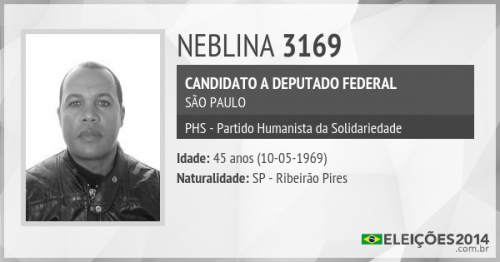 NEBLINA 3169
CANDIDATO A DEPUTADO FEDERAL
SÃO PAULO
PHS - Partido Humanista da Solidariedade
Idade: 45 anos (10-05-1969)
Naturalidade: SP - Ribeirão Pires
ELEIÇÕES2014
.com.br